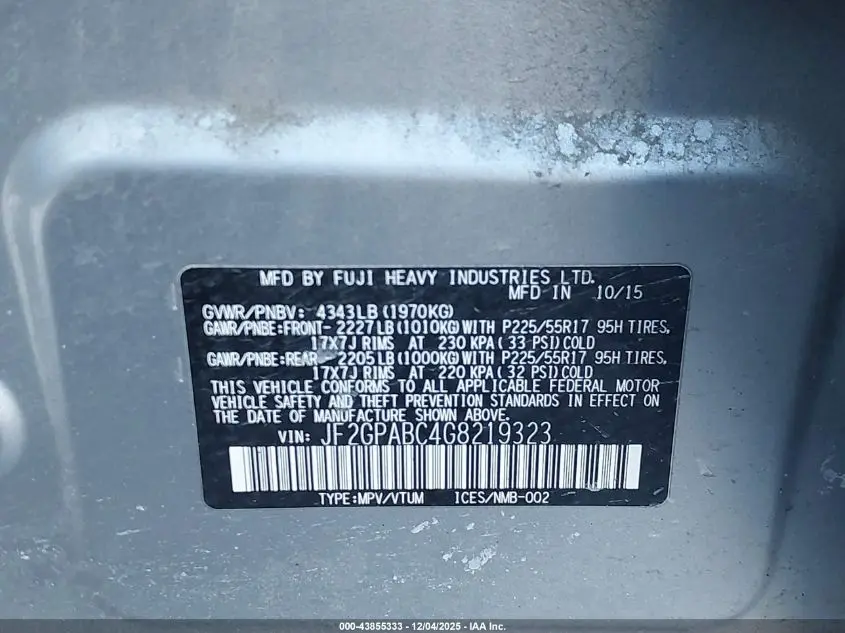 MFD BY FUJI HEAVY INDUSTRIES LTD.
MFD IN 10/15
GVWR/PNBV: 4343LB(1970KG)
GAWR/PNBE:FRONT-2227LB(1010KG)WITH P225/55R17 95H TIRES,
17X7J RIMS AT 230 KPA(33 PSI)COLD
GAWR/PNBE:REAR-2205LB(1000KG)WITH P225/55R17 95H TIRES,
17X7J RIMS AT 220 KPA(32 PSI)COLD
THIS VEHICLE CONFORMS TO ALL APPLICABLE FEDERAL MOTOR
VEHICLE SAFETY AND THEFT PREVENTION STANDARDS IN EFFECT ON
THE DATE OF MANUFACTURE SHOWN ABOVE.
VIN: JF2GPABC4G8219323
TYPE:MPV/VTUM ICES/NMB-002
000-43855333 - 12/04/2025 - IAA Inc.